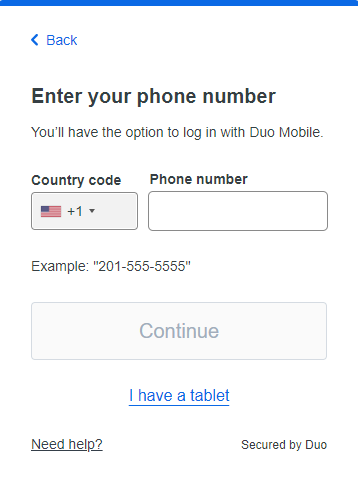 Back
Enter your phone number
You’ll have the option to log in with Duo Mobile.
Country code
Phone number
+1
Example: "201-555-5555"
Continue
I have a tablet
Need help?
Secured by Duo